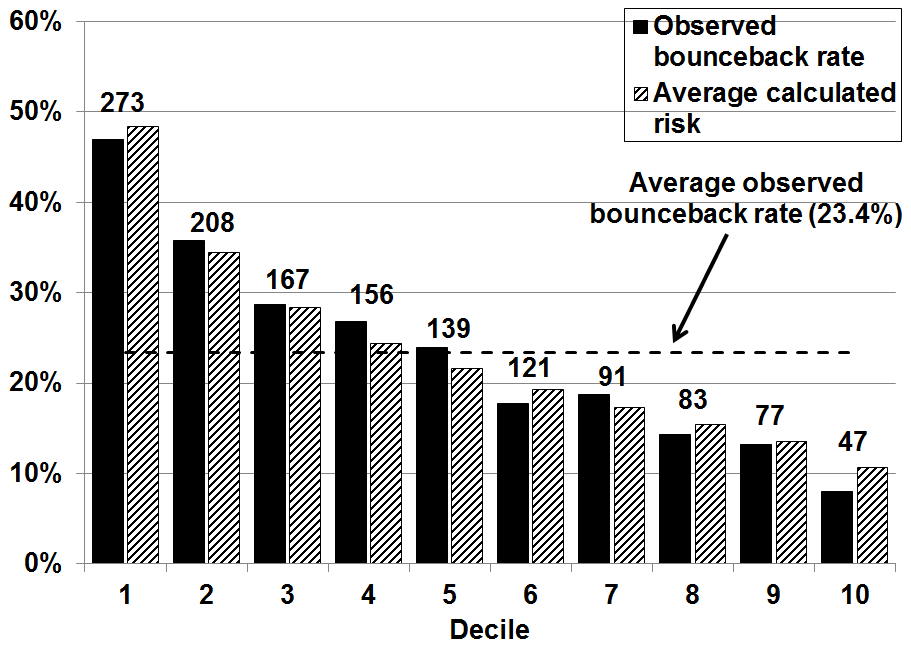 60%
50%
40%
30%
20%
10%
0%
Observed
bounceback rate
Average calculated
risk
Average observed
bounceback rate (23.4%)
273
208
167
156
139
121
91
83
77
47
1 2 3 4 5 6 7 8 9 10
Decile